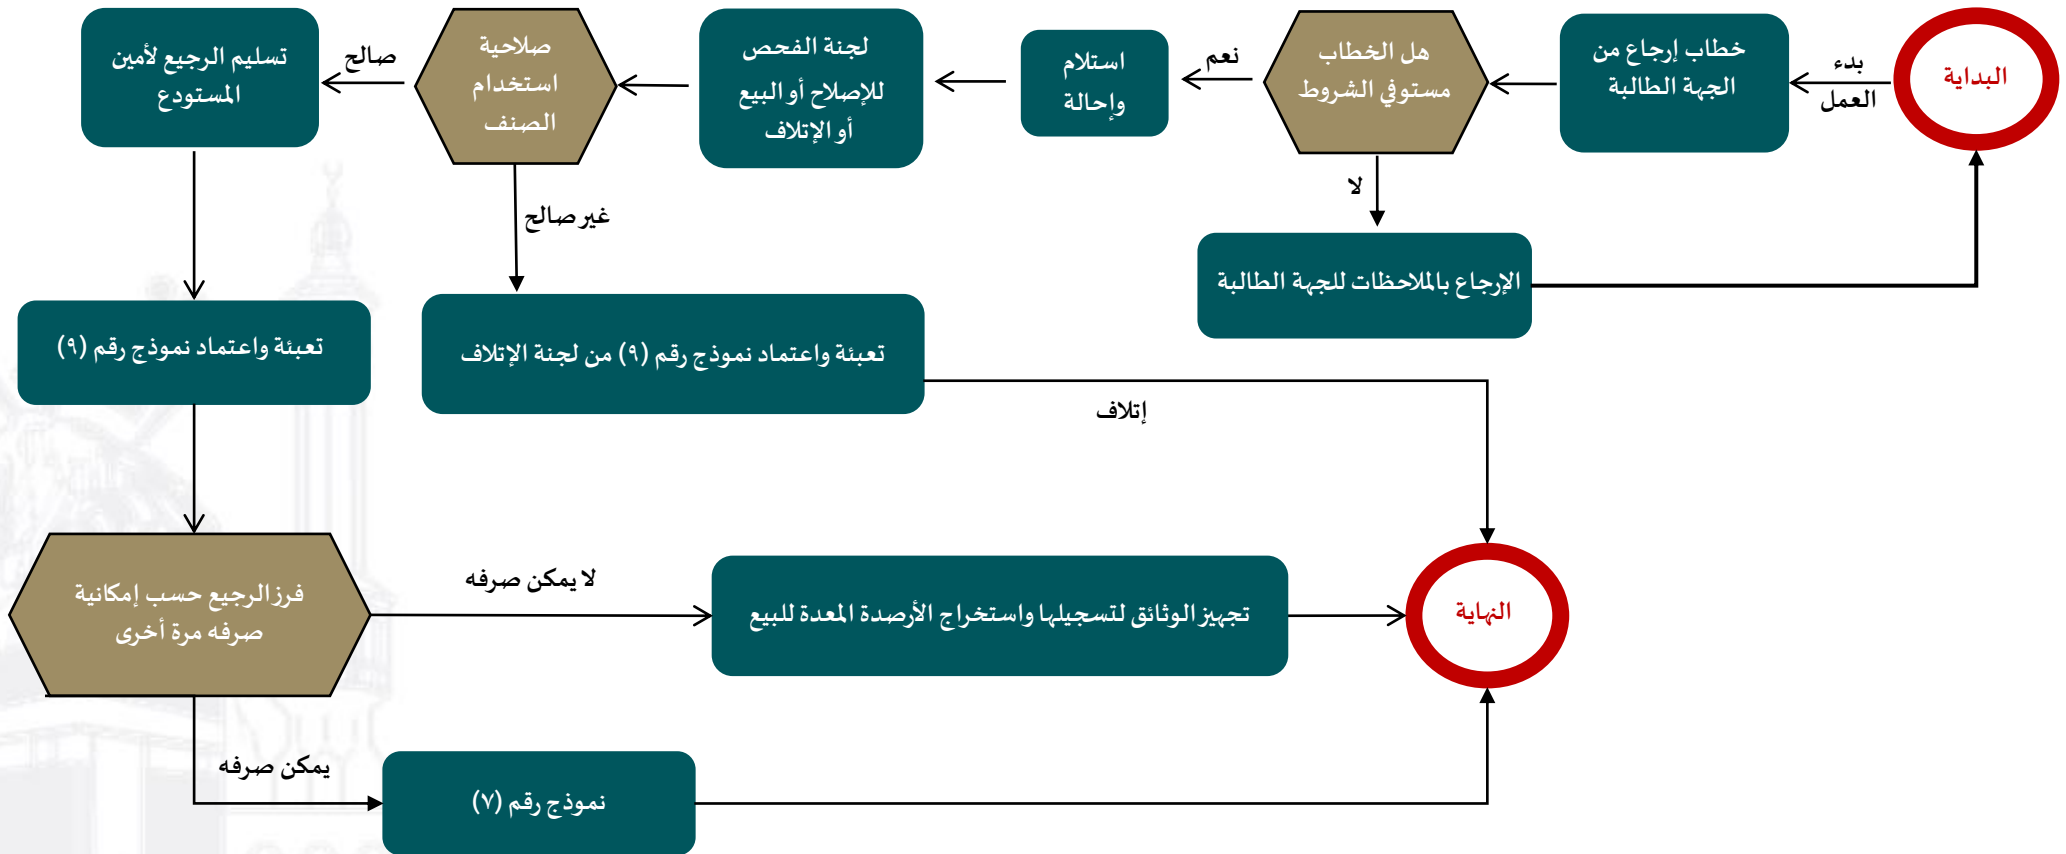 البداية
بدء
العمل
خطاب إرجاع من
الجهة الطالبة
هل الخطاب
مستوفي الشروط
نعم
استلام
وإحالة
لجنة الفحص
للإصلاح أو البيع
أو الإتلاف
صلاحية
استخدام
الصنف
صالح
تسليم الرجيع لأمين
المستودع
لا
غير صالح
الإرجاع بالملاحظات للجهة الطالبة
تعبئة واعتماد نموذج رقم (٩) من لجنة الإتلاف
تعبئة واعتماد نموذج رقم (٩)
إتلاف
فرز الرجيع حسب إمكانية
صرفه مرة أخرى
لا يمكن صرفه
تجهيز الوثائق لتسجيلها واستخراج الأرصدة المعدة للبيع
النهاية
يمكن صرفه
نموذج رقم (٧)